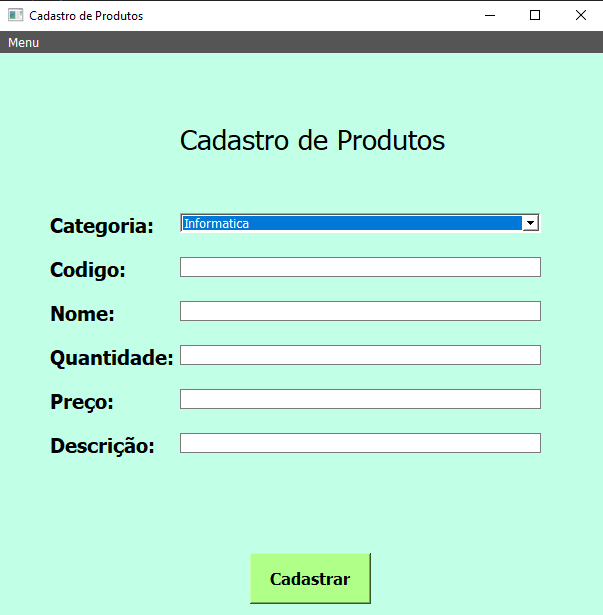 Cadastro de Produtos
Menu
Cadastro de Produtos
Categoria: Informatica
Codigo:
Nome:
Quantidade:
Preço:
Descrição:
Cadastrar